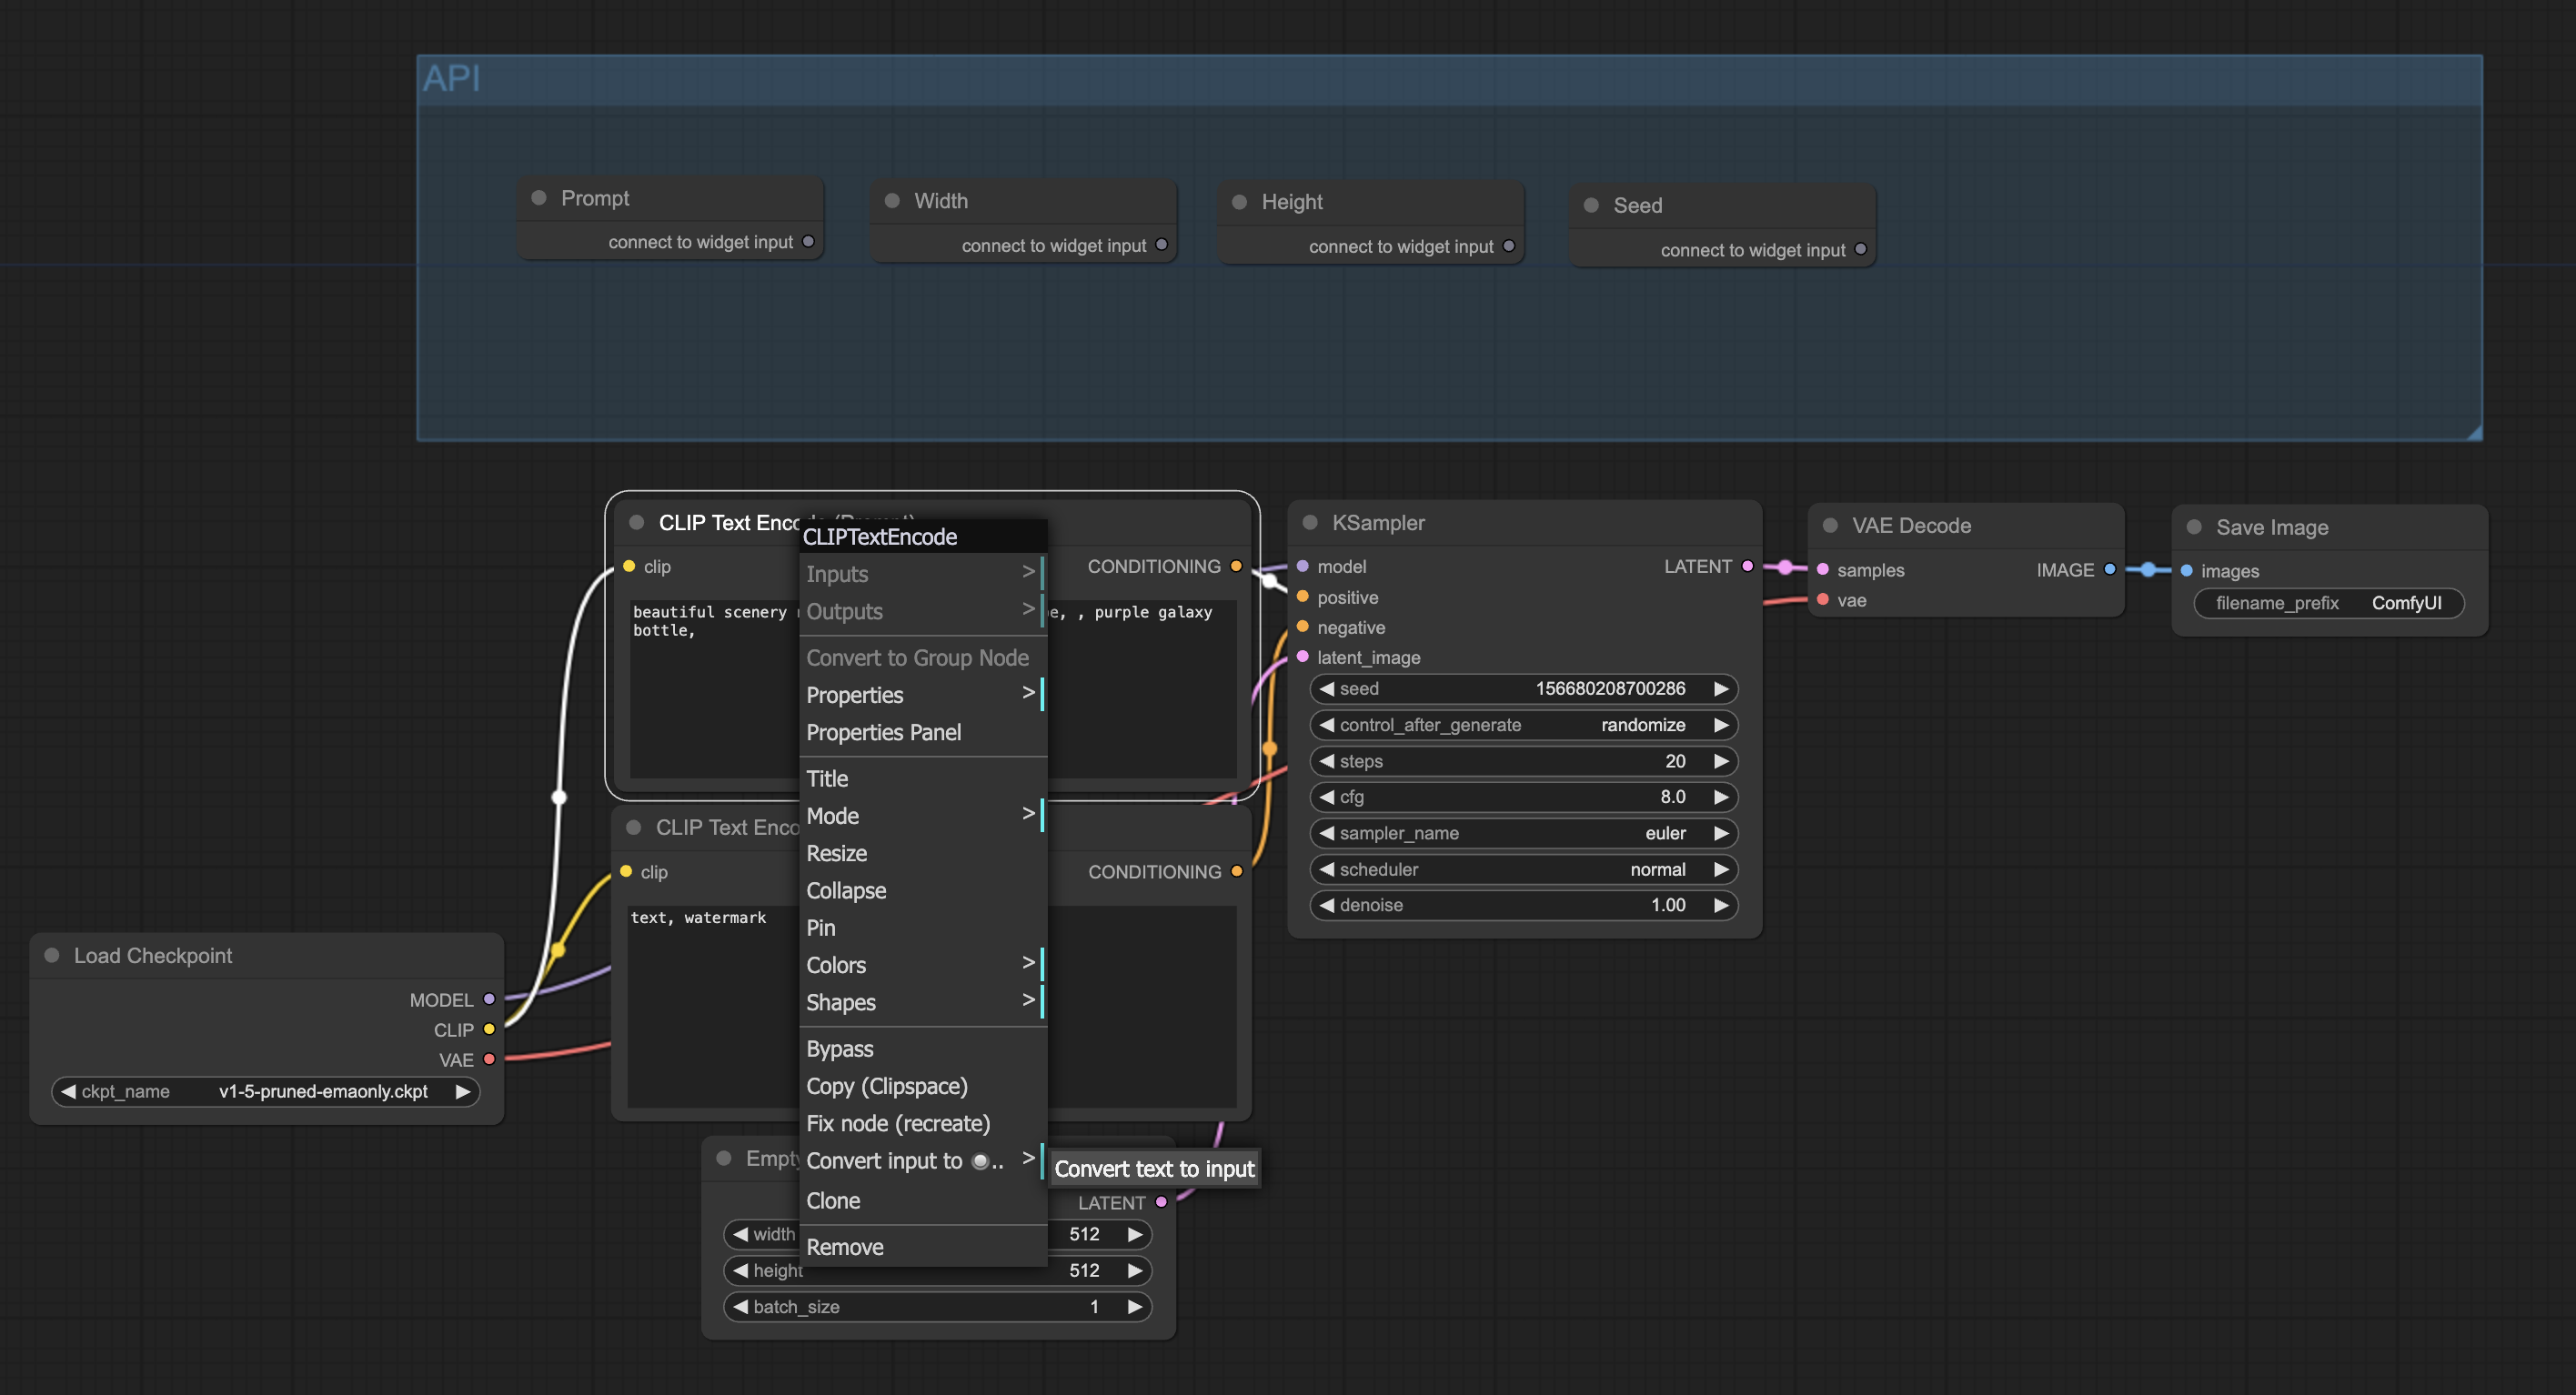 API
Prompt
connect to widget input
Width
connect to widget input
Height
connect to widget input
Seed
connect to widget input
CLIP Text Encode (Prompt)
clip
CONDITIONING
beautiful scenery
e, , purple galaxy
bottle,
CLIPTextEncode
Inputs >
Outputs >
Convert to Group Node
Properties >
Properties Panel
Title
Mode >
Resize
Collapse
Pin
Colors >
Shapes >
Bypass
Copy (Clipspace)
Fix node (recreate)
Convert input to .. >
Clone
Remove
Convert text to input
CLIP Text Enco
clip
CONDITIONING
text, watermark
Load Checkpoint
MODEL
CLIP
VAE
ckpt_name v1-5-pruned-emaonly.ckpt
Empty
LATENT
width 512
height 512
batch_size 1
KSampler
model
LATENT
positive
negative
latent_image
seed 156680208700286
control_after_generate randomize
steps 20
cfg 8.0
sampler_name euler
scheduler normal
denoise 1.00
VAE Decode
samples
IMAGE
vae
Save Image
images
filename_prefix ComfyUI